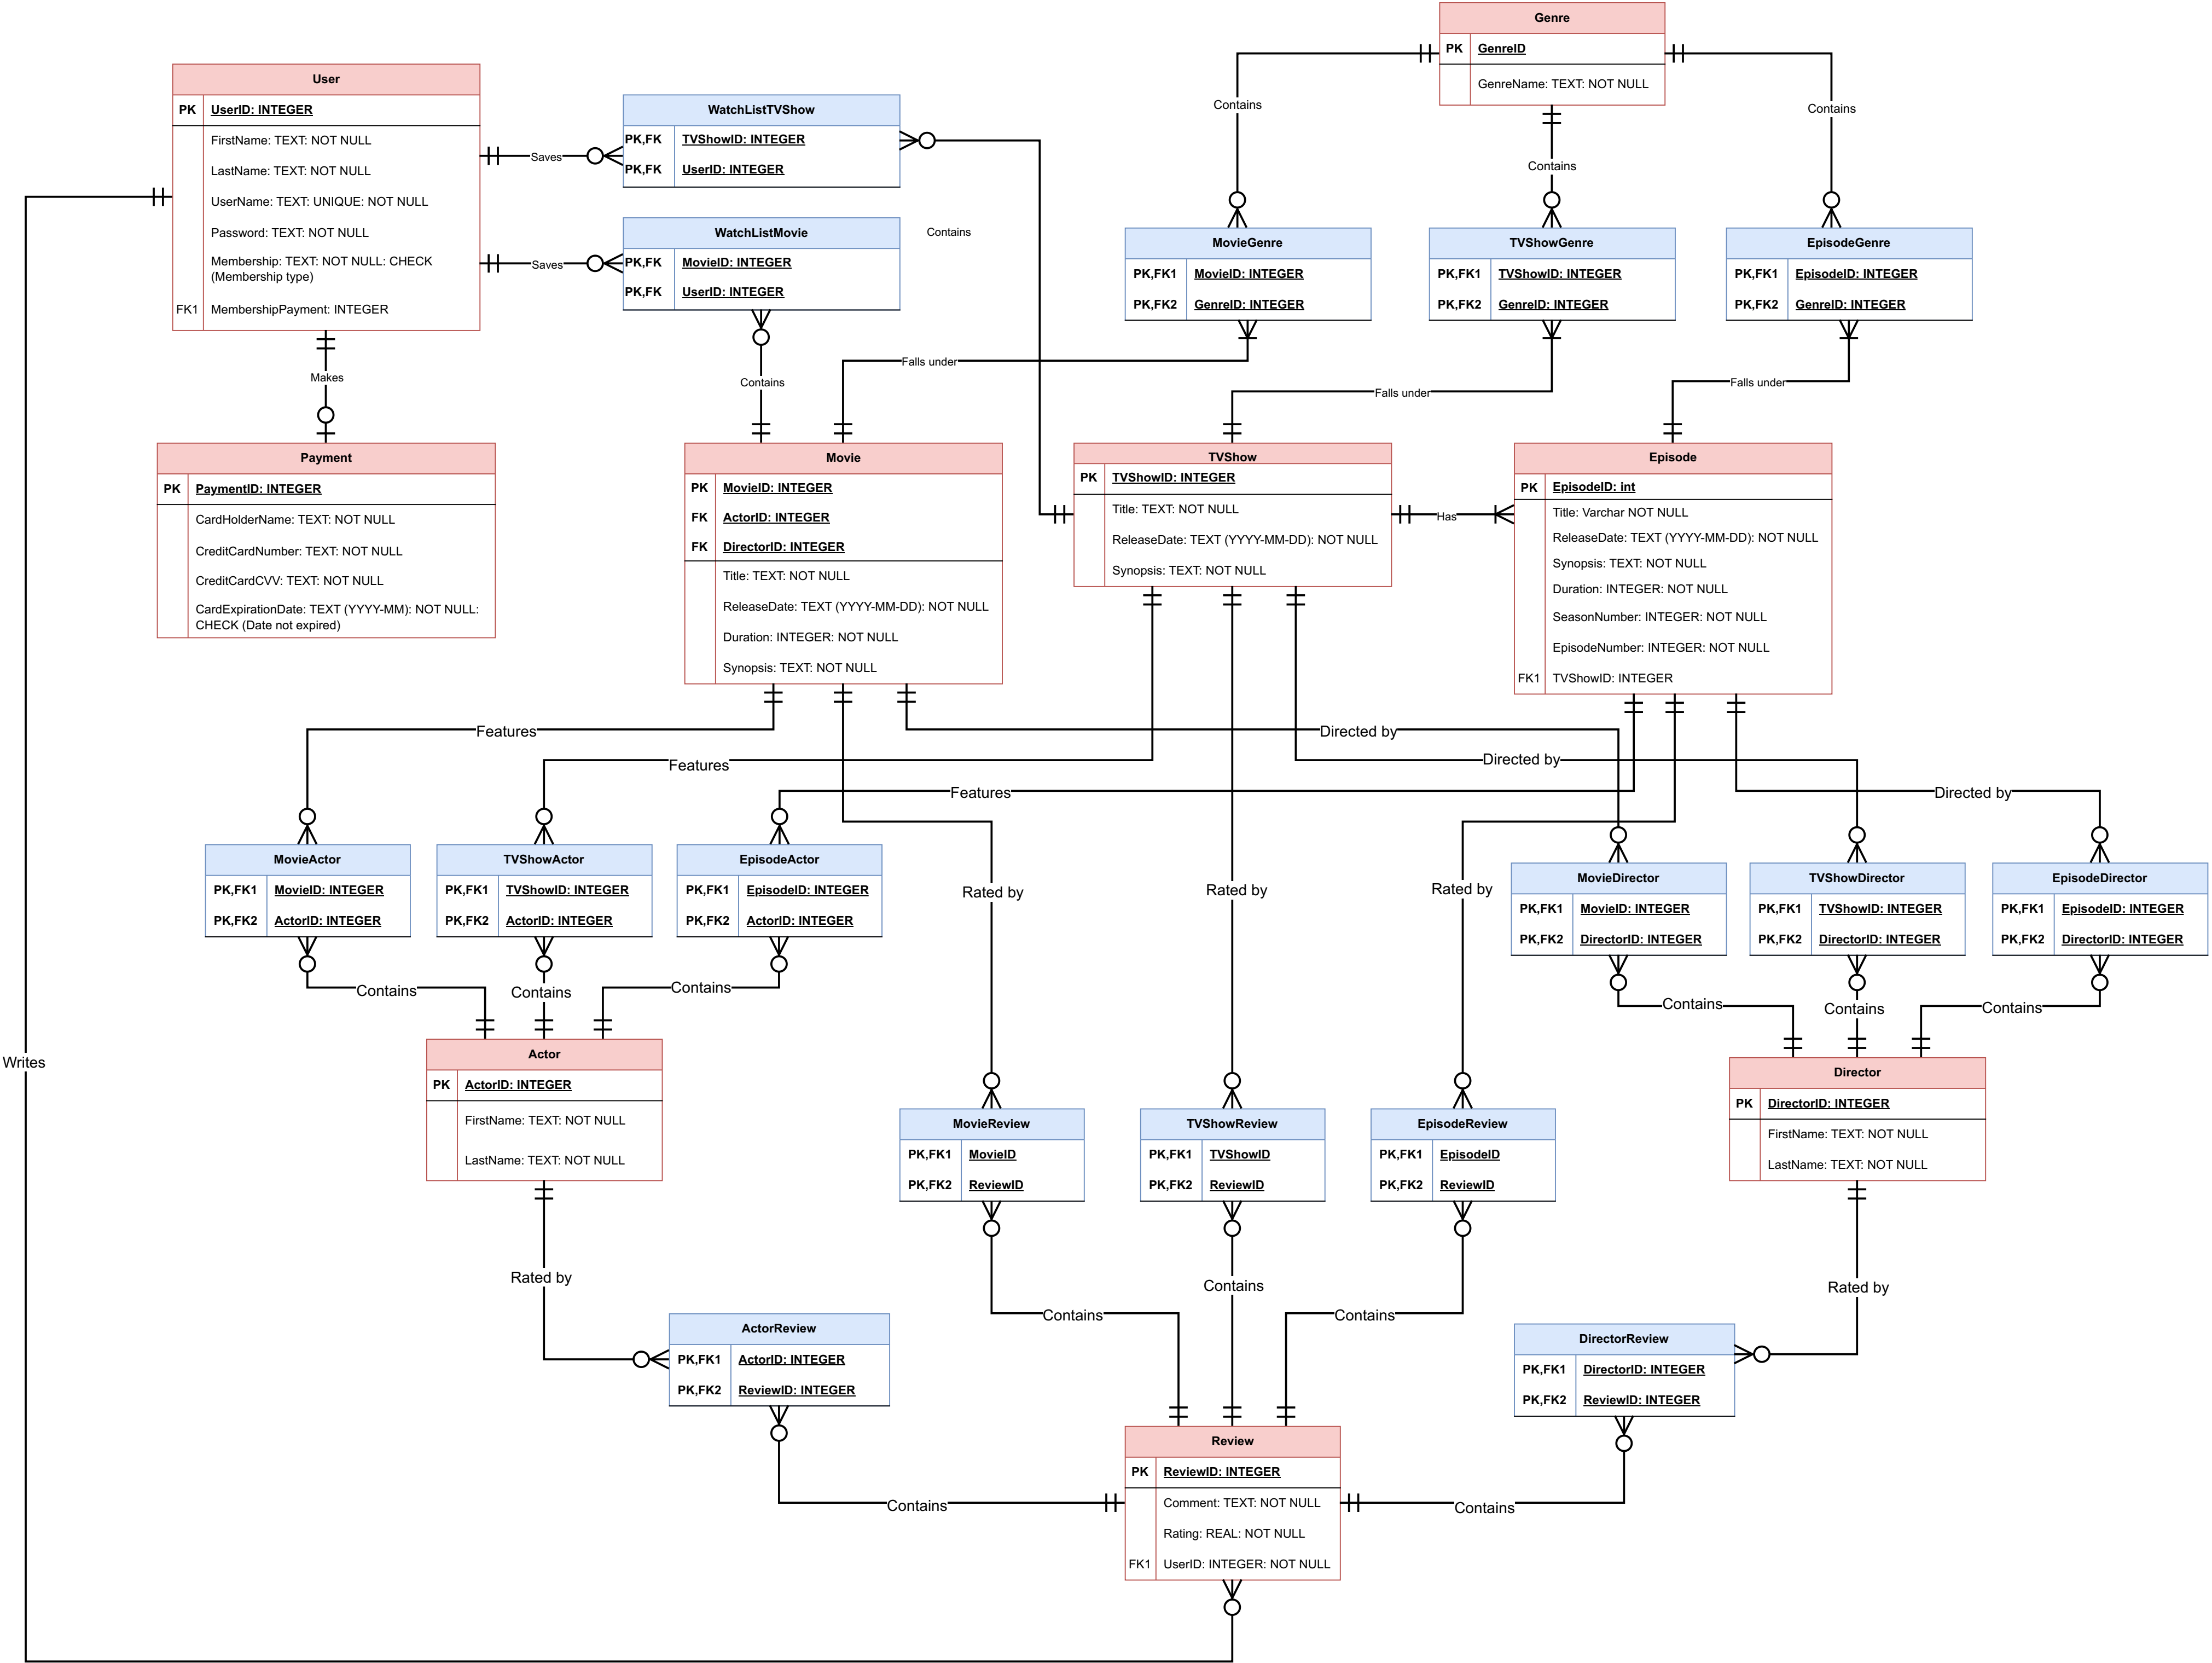 Genre
PK GenreID
GenreName: TEXT: NOT NULL
User
PK UserID: INTEGER
FirstName: TEXT: NOT NULL
LastName: TEXT: NOT NULL
UserName: TEXT: UNIQUE: NOT NULL
Password: TEXT: NOT NULL
Membership: TEXT: NOT NULL: CHECK
(Membership type)
FK1 MembershipPayment: INTEGER
Saves
Saves
WatchListTVShow
PK,FK TVShowID: INTEGER
PK,FK UserID: INTEGER
WatchListMovie
PK,FK MovieID: INTEGER
PK,FK UserID: INTEGER
Contains
Contains
Contains
Contains
MovieGenre
PK,FK1 MovieID: INTEGER
PK,FK2 GenreID: INTEGER
TVShowGenre
PK,FK1 TVShowID: INTEGER
PK,FK2 GenreID: INTEGER
EpisodeGenre
PK,FK1 EpisodeID: INTEGER
PK,FK2 GenreID: INTEGER
Makes
Contains
Falls under
Falls under
Falls under
Payment
PK PaymentID: INTEGER
CardHolderName: TEXT: NOT NULL
CreditCardNumber: TEXT: NOT NULL
CreditCardCVV: TEXT: NOT NULL
CardExpirationDate: TEXT (YYYY-MM): NOT NULL:
CHECK (Date not expired)
Movie
PK MovieID: INTEGER
FK ActorID: INTEGER
FK DirectorID: INTEGER
Title: TEXT: NOT NULL
ReleaseDate: TEXT (YYYY-MM-DD): NOT NULL
Duration: INTEGER: NOT NULL
Synopsis: TEXT: NOT NULL
TVShow
PK TVShowID: INTEGER
Title: TEXT: NOT NULL
ReleaseDate: TEXT (YYYY-MM-DD): NOT NULL
Synopsis: TEXT: NOT NULL
Has
Episode
PK EpisodeID: int
Title: Varchar NOT NULL
ReleaseDate: TEXT (YYYY-MM-DD): NOT NULL
Synopsis: TEXT: NOT NULL
Duration: INTEGER: NOT NULL
SeasonNumber: INTEGER: NOT NULL
EpisodeNumber: INTEGER: NOT NULL
FK1 TVShowID: INTEGER
Features
Features
Features
Directed by
Directed by
Directed by
MovieActor
PK,FK1 MovieID: INTEGER
PK,FK2 ActorID: INTEGER
TVShowActor
PK,FK1 TVShowID: INTEGER
PK,FK2 ActorID: INTEGER
EpisodeActor
PK,FK1 EpisodeID: INTEGER
PK,FK2 ActorID: INTEGER
Rated by
Rated by
Rated by
MovieDirector
PK,FK1 MovieID: INTEGER
PK,FK2 DirectorID: INTEGER
TVShowDirector
PK,FK1 TVShowID: INTEGER
PK,FK2 DirectorID: INTEGER
EpisodeDirector
PK,FK1 EpisodeID: INTEGER
PK,FK2 DirectorID: INTEGER
Contains
Contains
Contains
Contains
Contains
Contains
Writes
Actor
PK ActorID: INTEGER
FirstName: TEXT: NOT NULL
LastName: TEXT: NOT NULL
MovieReview
PK,FK1 MovieID
PK,FK2 ReviewID
TVShowReview
PK,FK1 TVShowID
PK,FK2 ReviewID
EpisodeReview
PK,FK1 EpisodeID
PK,FK2 ReviewID
Director
PK DirectorID: INTEGER
FirstName: TEXT: NOT NULL
LastName: TEXT: NOT NULL
Rated by
Contains
Contains
Contains
Rated by
ActorReview
PK,FK1 ActorID: INTEGER
PK,FK2 ReviewID: INTEGER
DirectorReview
PK,FK1 DirectorID: INTEGER
PK,FK2 ReviewID: INTEGER
Contains
Contains
Review
PK ReviewID: INTEGER
Comment: TEXT: NOT NULL
Rating: REAL: NOT NULL
FK1 UserID: INTEGER: NOT NULL